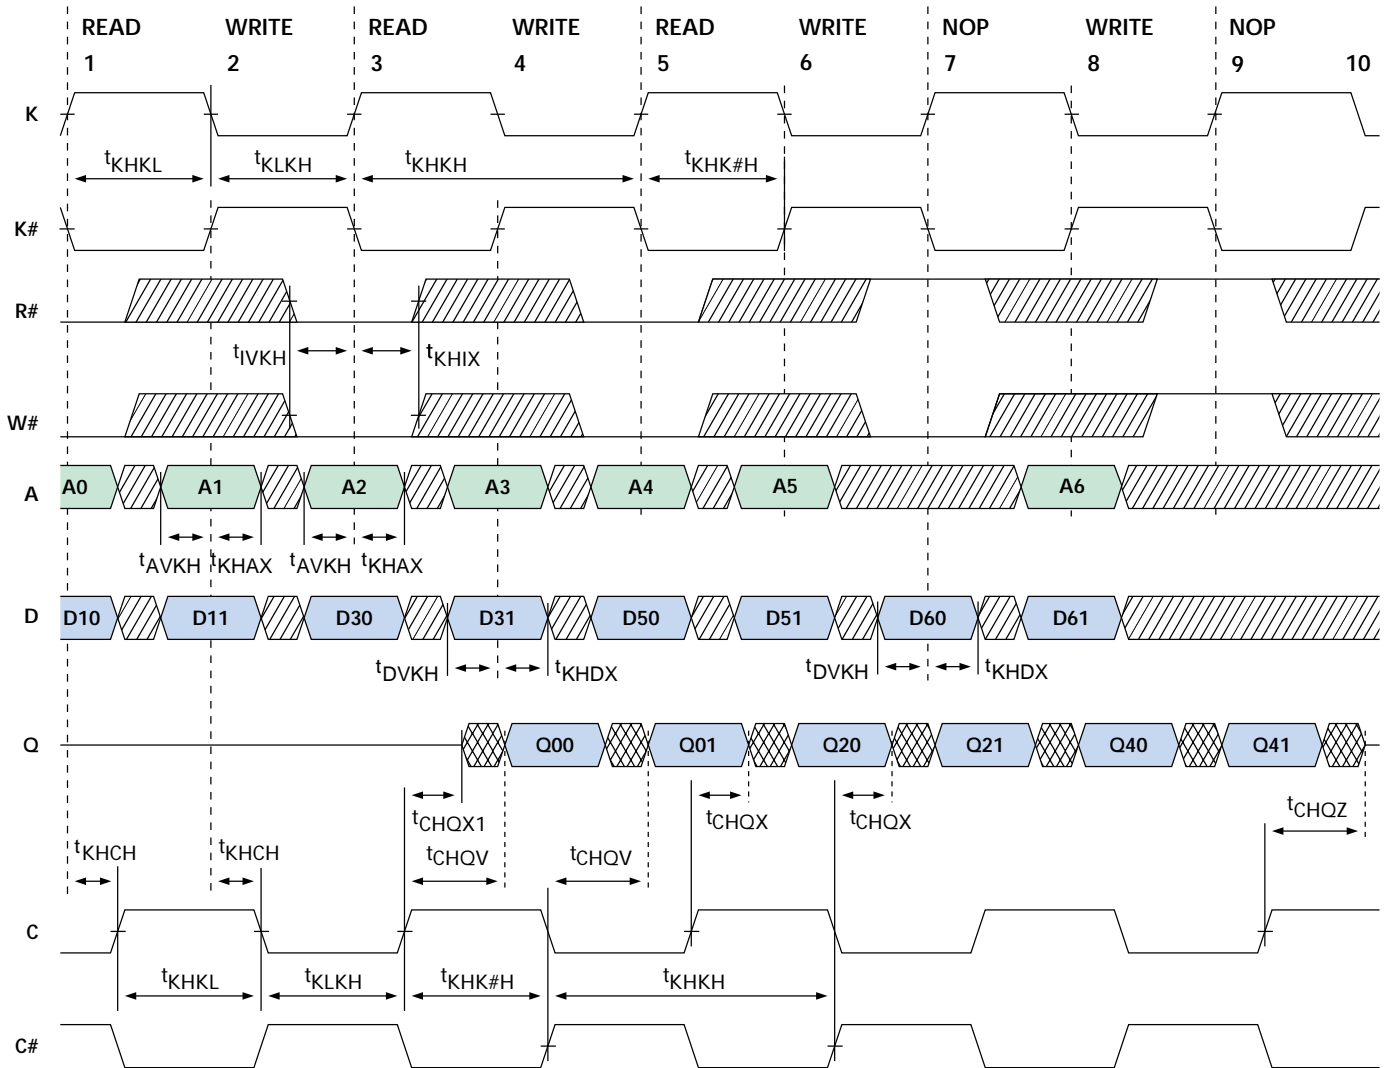 READ WRITE READ WRITE READ WRITE NOP WRITE NOP
1 2 3 4 5 6 7 8 9 10
K
tKHKL tKLKH tKHKH tKHK#H
K#
R#
tIVKH tKHIX
W#
A A0 A1 A2 A3 A4 A5 A6
tAVKH tKHAX tAVKH tKHAX
D D10 D11 D30 D31 D50 D51 D60 D61
tDVKH tKHDX tDVKH tKHDX
Q Q00 Q01 Q20 Q21 Q40 Q41
tCHQX1 tCHQX tCHQX tCHQZ
tKHCH tKHCH tCHQV tCHQV
C
tKHKL tKLKH tKHK#H tKHKH
C#